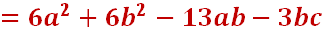 = 6a² + 6b² − 13ab − 3bc